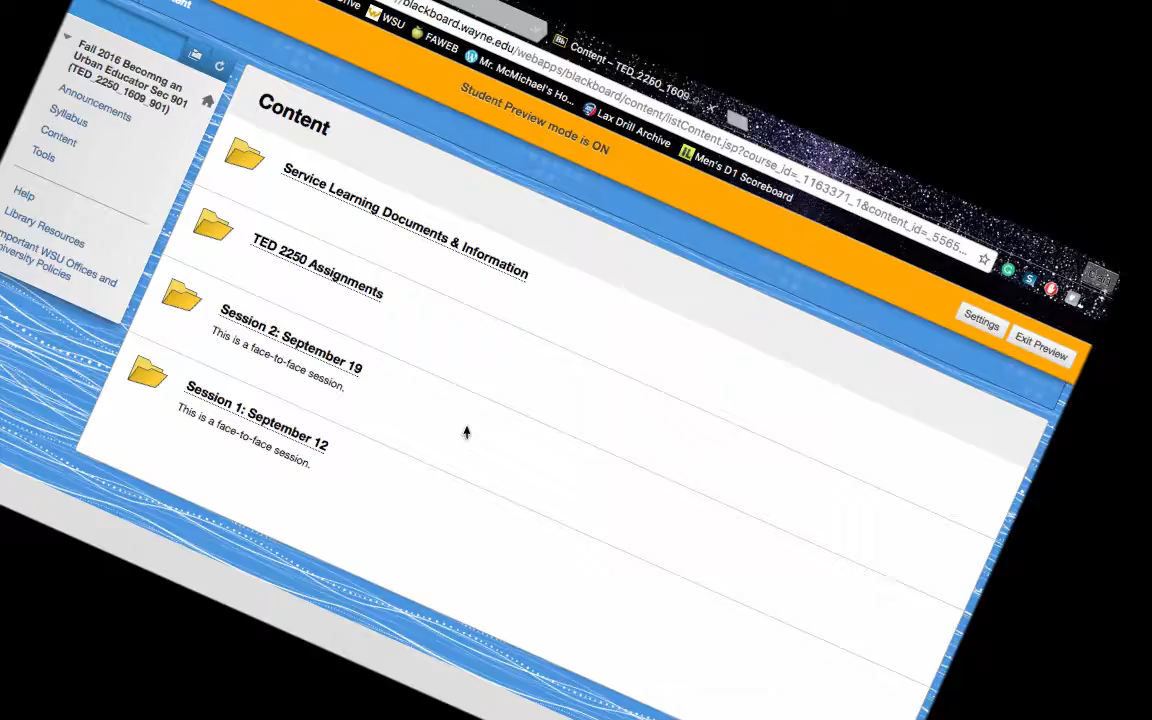 Content – TED_2250_1609
blackboard.wayne.edu/webapps/blackboard/content/listContent.jsp?course_id=_1163371_1&content_id=_5565...
WSU
FAWEB
Mr. McMichael's Ho...
Lax Drill Archive
Men's D1 Scoreboard
Student Preview mode is ON
Settings
Exit Preview
Fall 2016 Becomng an
Urban Educator Sec 901
(TED_2250_1609_901)
Announcements
Syllabus
Content
Tools
Help
Library Resources
mportant WSU Offices and
niversity Policies
Content
Service Learning Documents & Information
TED 2250 Assignments
Session 2: September 19
This is a face-to-face session.
Session 1: September 12
This is a face-to-face session.